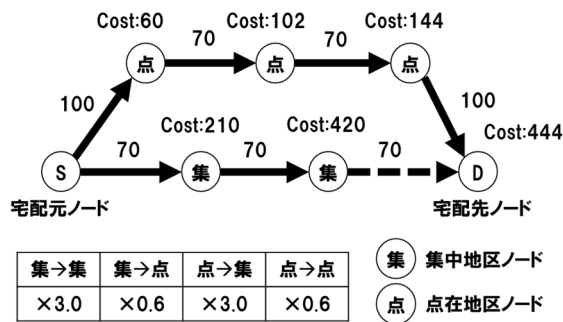 Cost:60 Cost:102 Cost:144
70 70
点 点 点
100 100
Cost:210 Cost:420 Cost:444
70 70 70
S 集 集 D
宅配元ノード 宅配先ノード
集→集 集→点 点→集 点→点
×3.0 ×0.6 ×3.0 ×0.6
集 集中地区ノード
点 点在地区ノード